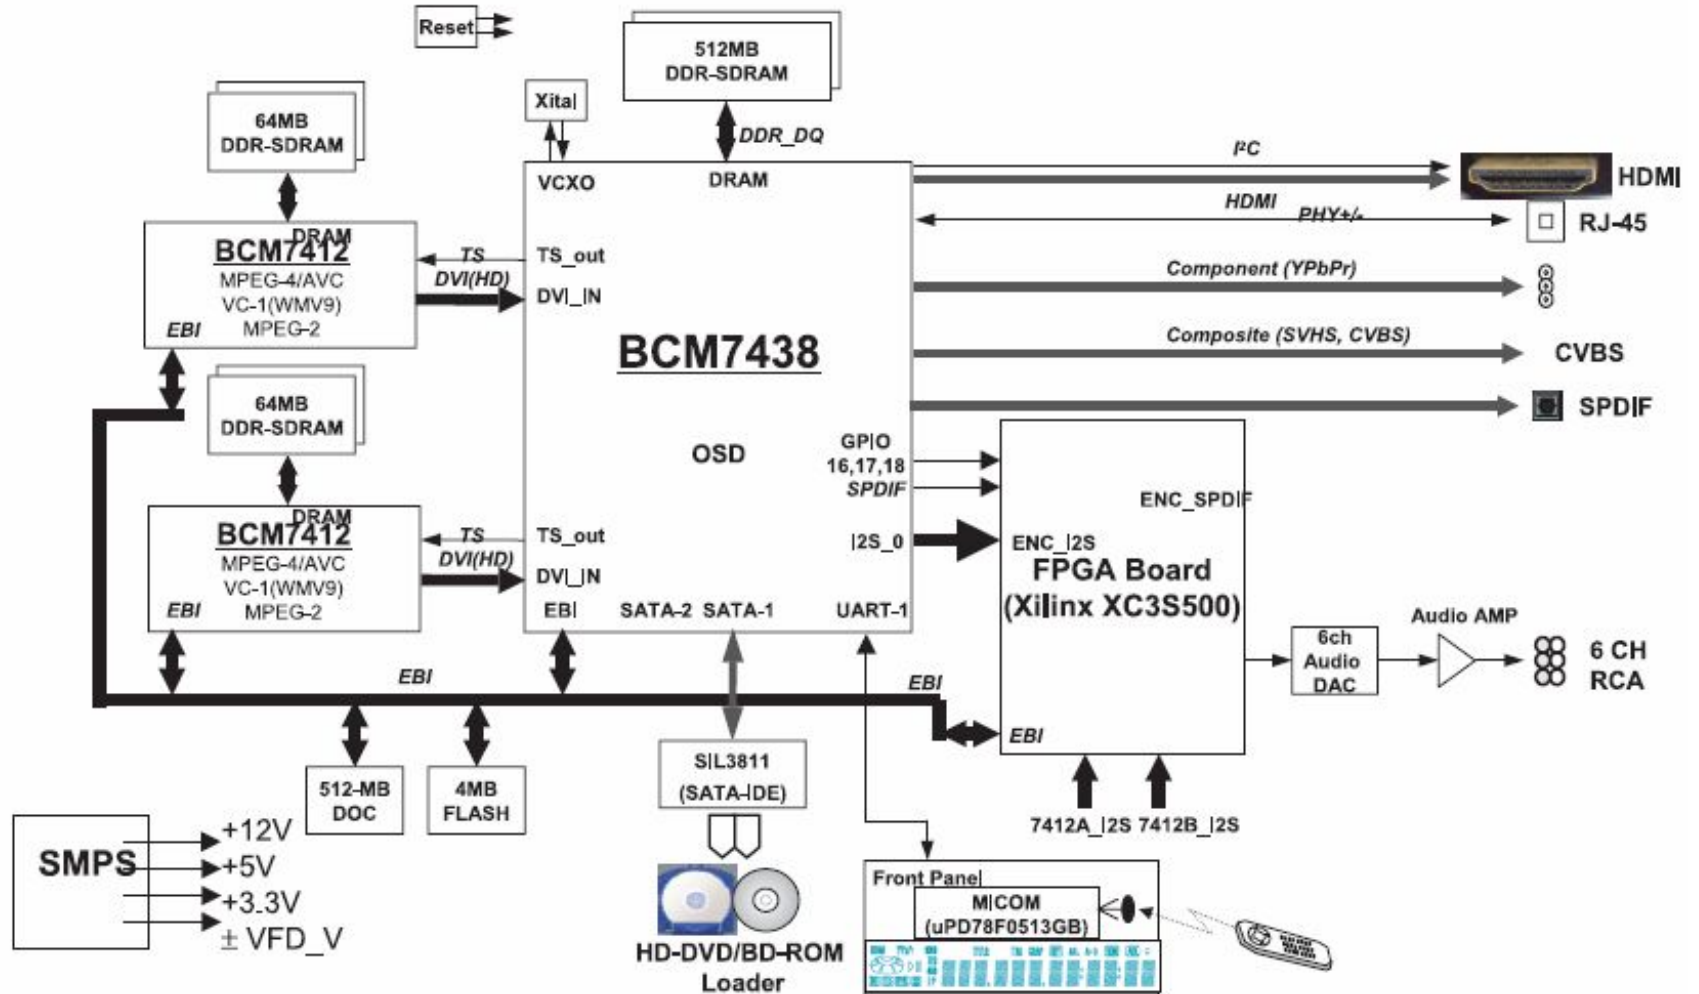 Reset
512MB
DDR-SDRAM
Xital
64MB
DDR-SDRAM
DDR_DQ
VCXO
DRAM
I²C
HDMI
HDMI
PHY+/-
RJ-45
DRAM
BCM7412
MPEG-4/AVC
VC-1(WMV9)
MPEG-2
EBI
TS
DVI(HD)
TS_out
DVI_IN
Component (YPbPr)
BCM7438
Composite (SVHS, CVBS)
CVBS
64MB
DDR-SDRAM
SPDIF
OSD
GPIO
16,17,18
SPDIF
ENC_SPDIF
DRAM
BCM7412
MPEG-4/AVC
VC-1(WMV9)
MPEG-2
EBI
TS
DVI(HD)
TS_out
DVI_IN
I2S_0
ENC_I2S
FPGA Board
(Xilinx XC3S500)
EBI
SATA-2 SATA-1
UART-1
Audio AMP
6ch
Audio
DAC
6 CH
RCA
EBI
EBI
EBI
512-MB
DOC
4MB
FLASH
SIL3811
(SATA-IDE)
7412A_I2S 7412B_I2S
SMPS
+12V
+5V
+3.3V
± VFD_V
HD-DVD/BD-ROM
Loader
Front Panel
MICOM
(uPD78F0513GB)